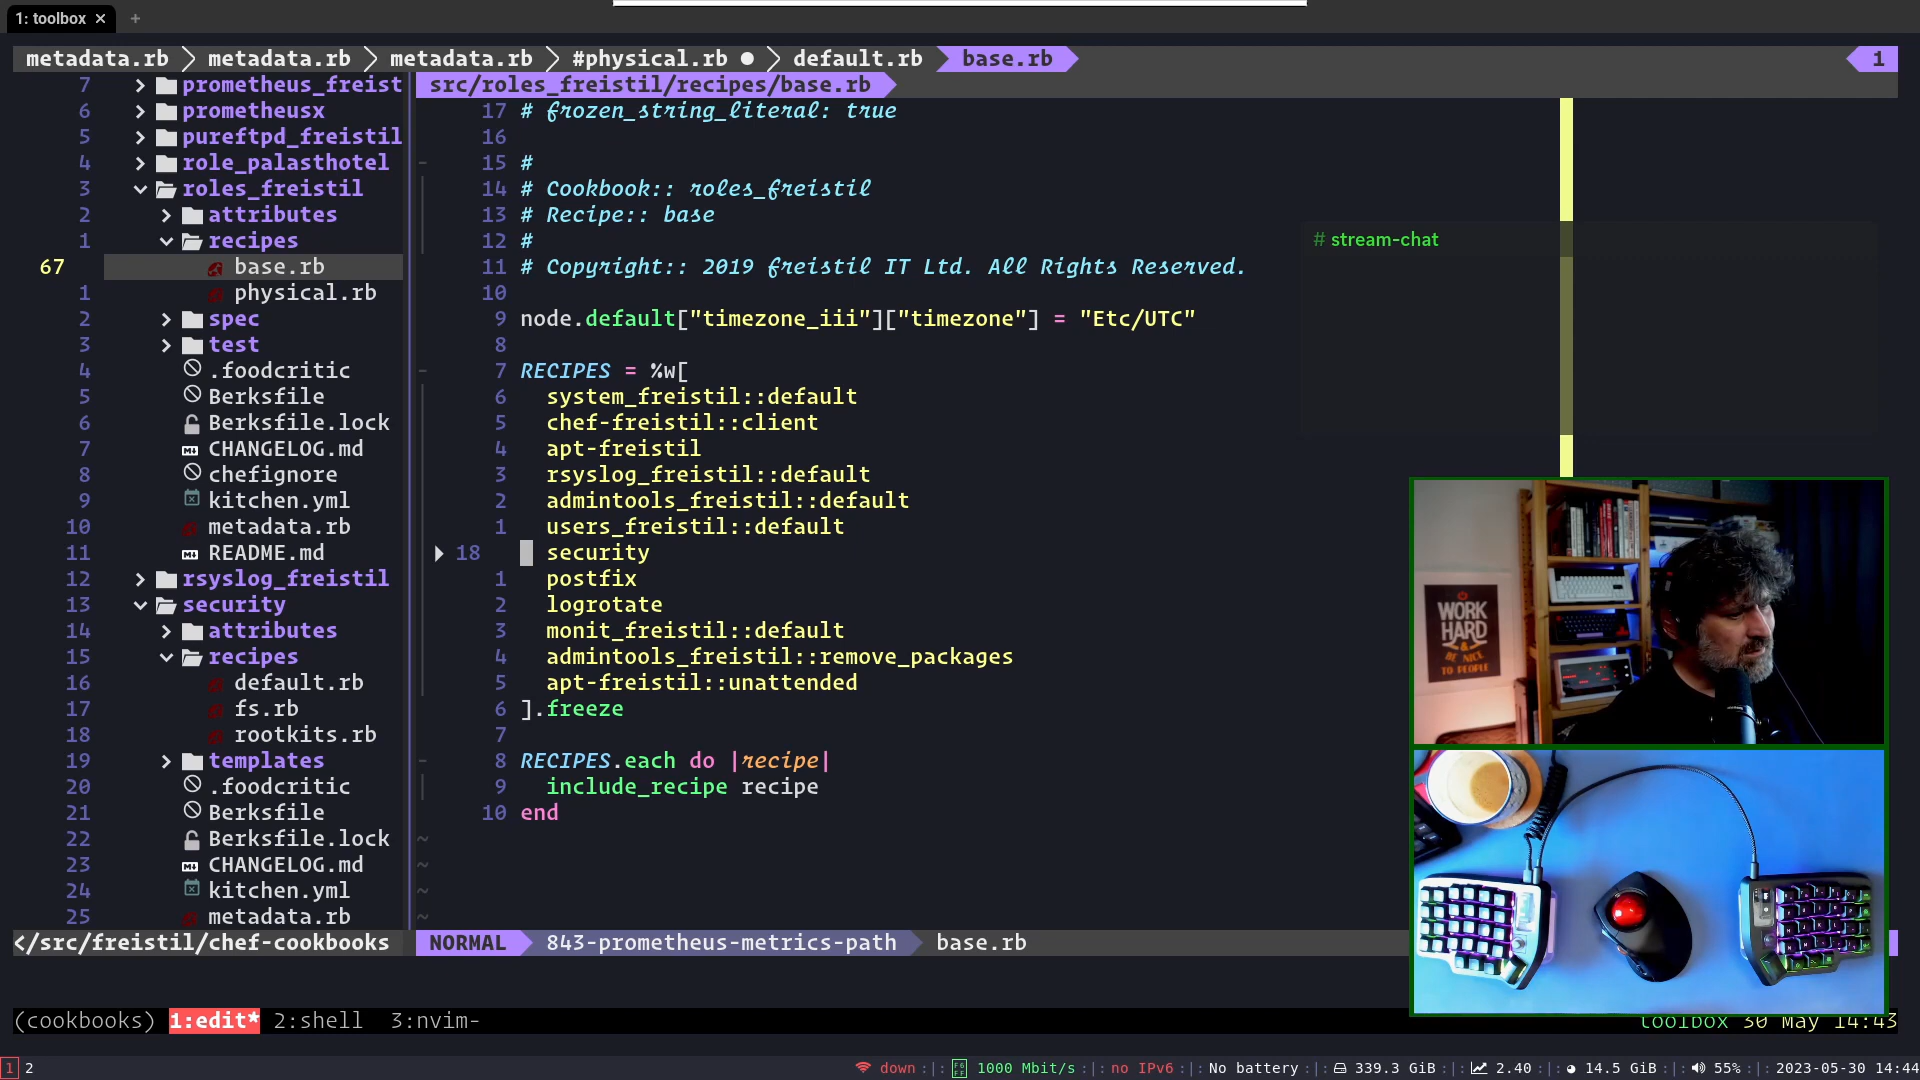 1: toolbox × +
metadata.rb metadata.rb metadata.rb #physical.rb ● default.rb base.rb 1
7 prometheus_freist
6 prometheusx
5 pureftpd_freistil
4 role_palasthotel
3 roles_freistil
2 attributes
1 recipes
67 base.rb
1 physical.rb
2 spec
3 test
4 .foodcritic
5 Berksfile
6 Berksfile.lock
7 CHANGELOG.md
8 chefignore
9 kitchen.yml
10 metadata.rb
11 README.md
12 rsyslog_freistil
13 security
14 attributes
15 recipes
16 default.rb
17 fs.rb
18 rootkits.rb
19 templates
20 .foodcritic
21 Berksfile
22 Berksfile.lock
23 CHANGELOG.md
24 kitchen.yml
25 metadata.rb
</src/freistil/chef-cookbooks
src/roles_freistil/recipes/base.rb
17 # frozen_string_literal: true
16
15 #
14 # Cookbook:: roles_freistil
13 # Recipe:: base
12 #
11 # Copyright:: 2019 freistil IT Ltd. All Rights Reserved.
10
9 node.default["timezone_iii"]["timezone"] = "Etc/UTC"
8
7 RECIPES = %w[
6 system_freistil::default
5 chef-freistil::client
4 apt-freistil
3 rsyslog_freistil::default
2 admintools_freistil::default
1 users_freistil::default
18 security
1 postfix
2 logrotate
3 monit_freistil::default
4 admintools_freistil::remove_packages
5 apt-freistil::unattended
6 ].freeze
7
8 RECIPES.each do |recipe|
9 include_recipe recipe
10 end
~
~
~
~
NORMAL 843-prometheus-metrics-path base.rb
# stream-chat
WORK
HARD
&
BE NICE
TO PEOPLE
(cookbooks) 1:edit* 2:shell 3:nvim-
toolbox 30 May 14:43
1 2 down :|: 1000 Mbit/s :|: no IPv6 :|: No battery :|: 339.3 GiB :|: 2.40 :|: 14.5 GiB :|: 55% :|: 2023-05-30 14:44